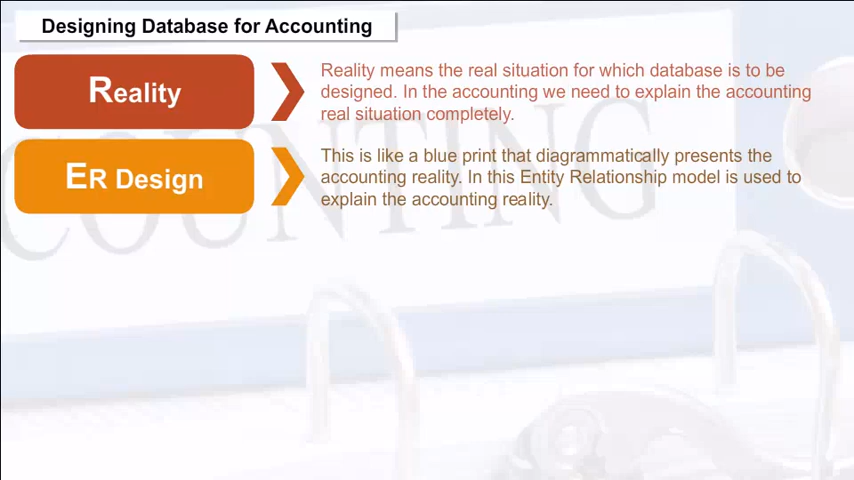 Designing Database for Accounting
Reality
Reality means the real situation for which database is to be
designed. In the accounting we need to explain the accounting
real situation completely.
ER Design
This is like a blue print that diagrammatically presents the
accounting reality. In this Entity Relationship model is used to
explain the accounting reality.
COUNTING